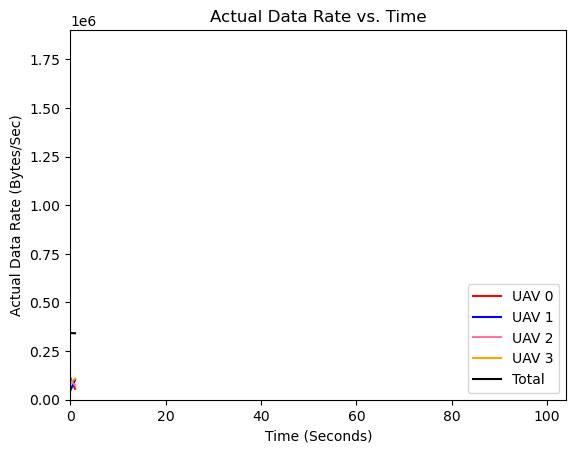 Actual Data Rate vs. Time
1e6
Actual Data Rate (Bytes/Sec)
1.75
1.50
1.25
1.00
0.75
0.50
0.25
0.00
UAV 0
UAV 1
UAV 2
UAV 3
Total
0 20 40 60 80 100
Time (Seconds)